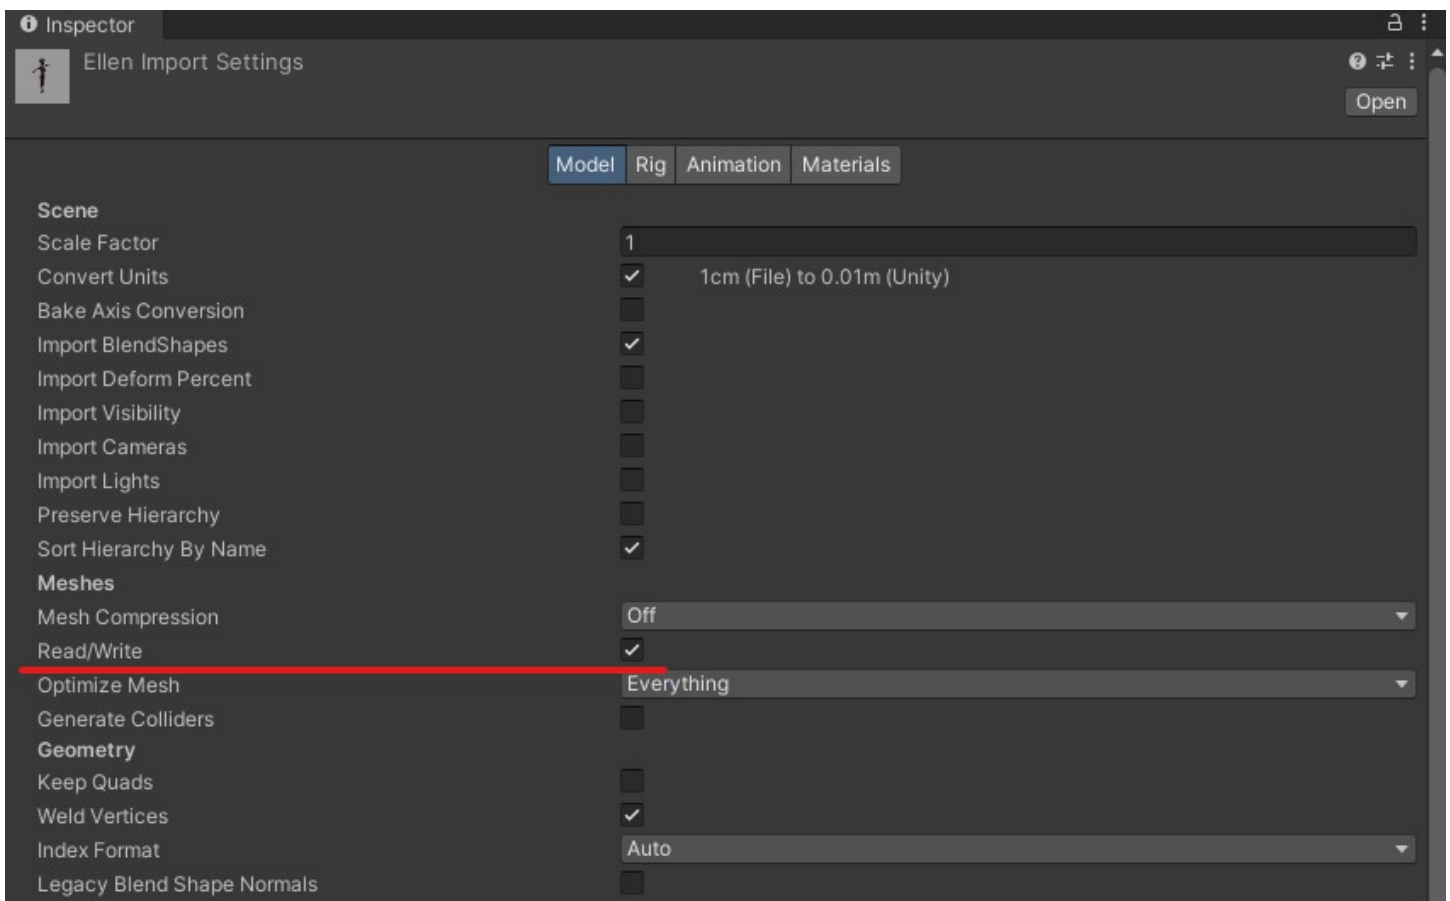 Inspector
Ellen Import Settings
Open
Model Rig Animation Materials
Scene
Scale Factor 1
Convert Units 1cm (File) to 0.01m (Unity)
Bake Axis Conversion
Import BlendShapes
Import Deform Percent
Import Visibility
Import Cameras
Import Lights
Preserve Hierarchy
Sort Hierarchy By Name
Meshes
Mesh Compression Off
Read/Write
Optimize Mesh Everything
Generate Colliders
Geometry
Keep Quads
Weld Vertices
Index Format Auto
Legacy Blend Shape Normals